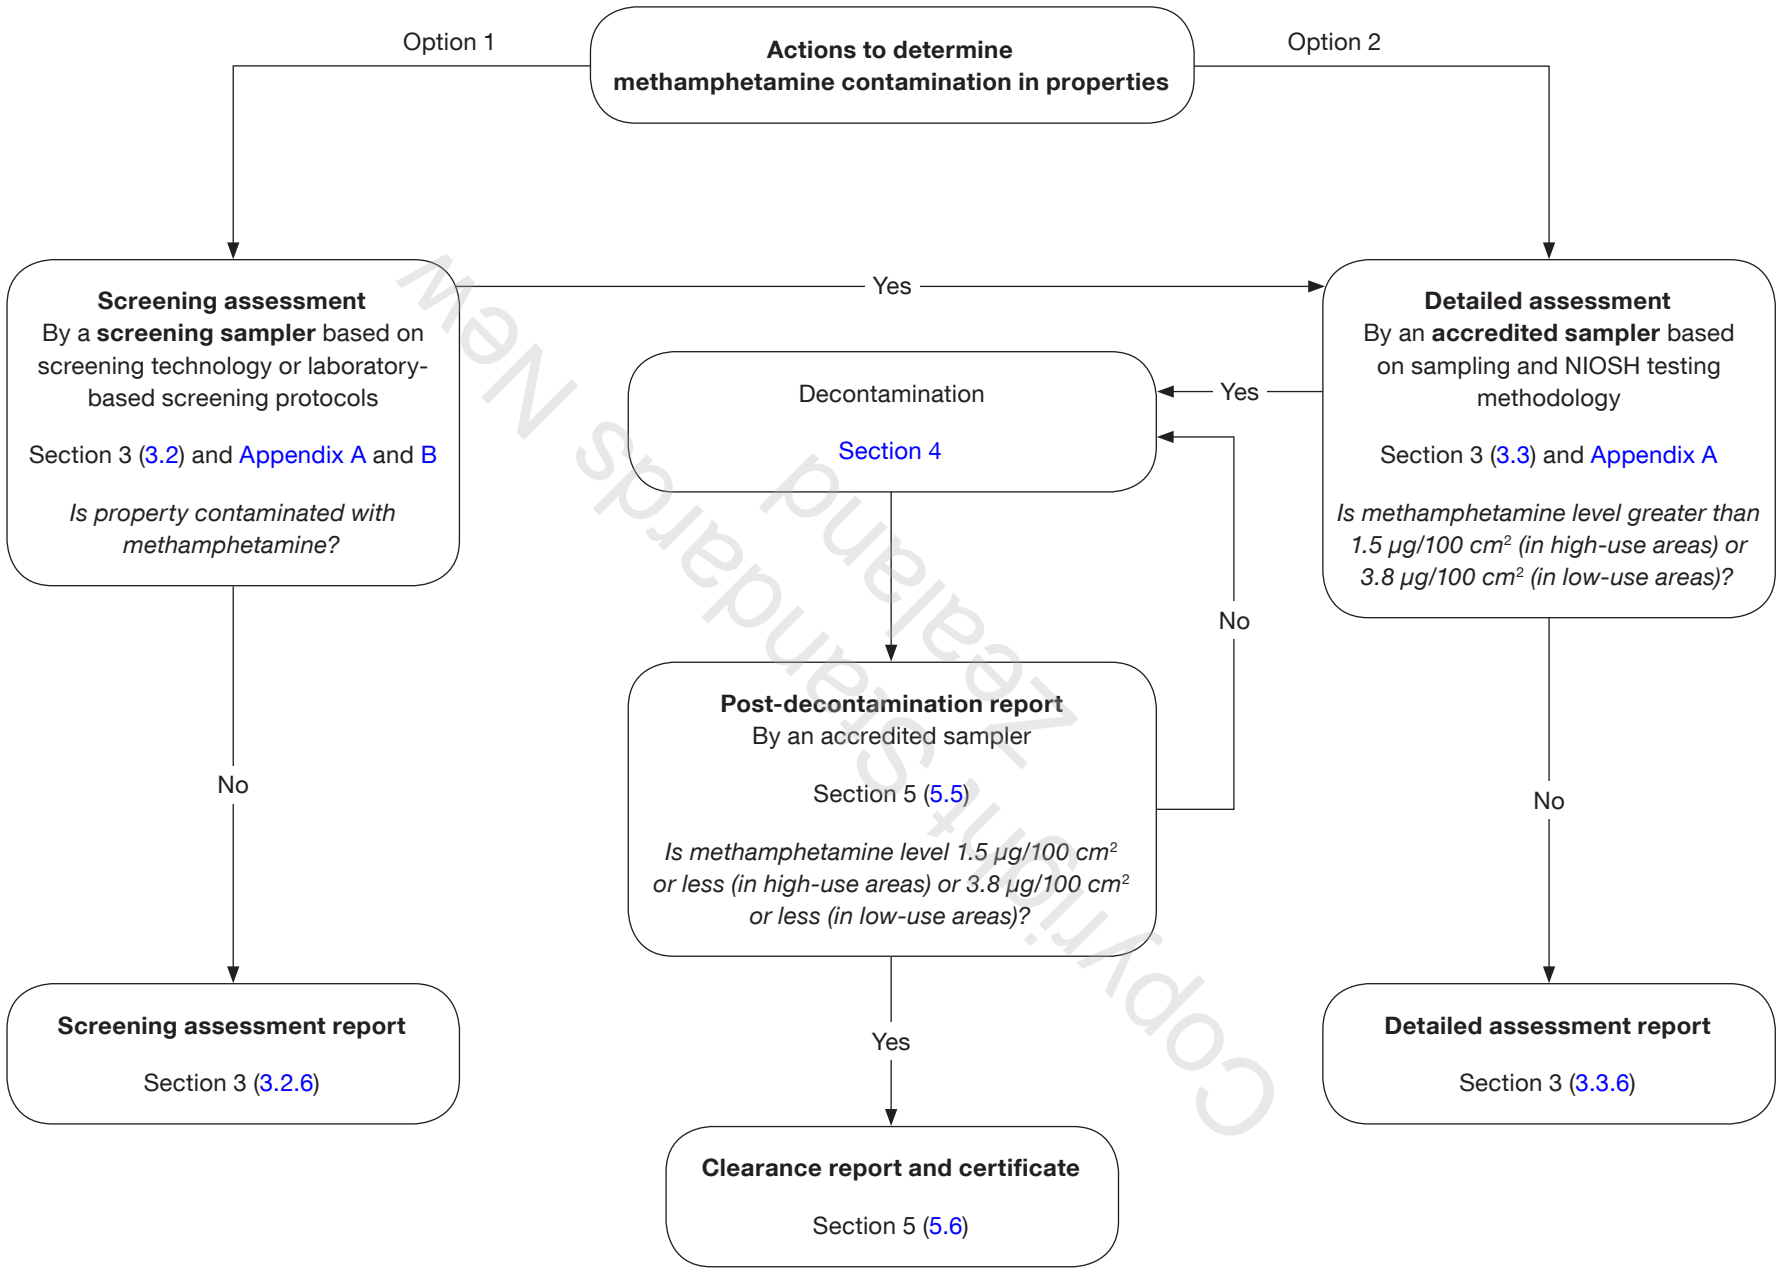 Option 1
Actions to determine
methamphetamine contamination in properties
Option 2
Screening assessment
By a screening sampler based on
screening technology or laboratory-
based screening protocols
Section 3 (3.2) and Appendix A and B
Is property contaminated with
methamphetamine?
Yes
Detailed assessment
By an accredited sampler based
on sampling and NIOSH testing
methodology
Section 3 (3.3) and Appendix A
Is methamphetamine level greater than
1.5 μg/100 cm² (in high-use areas) or
3.8 μg/100 cm² (in low-use areas)?
Yes
Decontamination
Section 4
No
Post-decontamination report
By an accredited sampler
Section 5 (5.5)
Is methamphetamine level 1.5 μg/100 cm²
or less (in high-use areas) or 3.8 μg/100 cm²
or less (in low-use areas)?
No
No
Screening assessment report
Section 3 (3.2.6)
Yes
Detailed assessment report
Section 3 (3.3.6)
Clearance report and certificate
Section 5 (5.6)
Copyright Standards New
Zealand